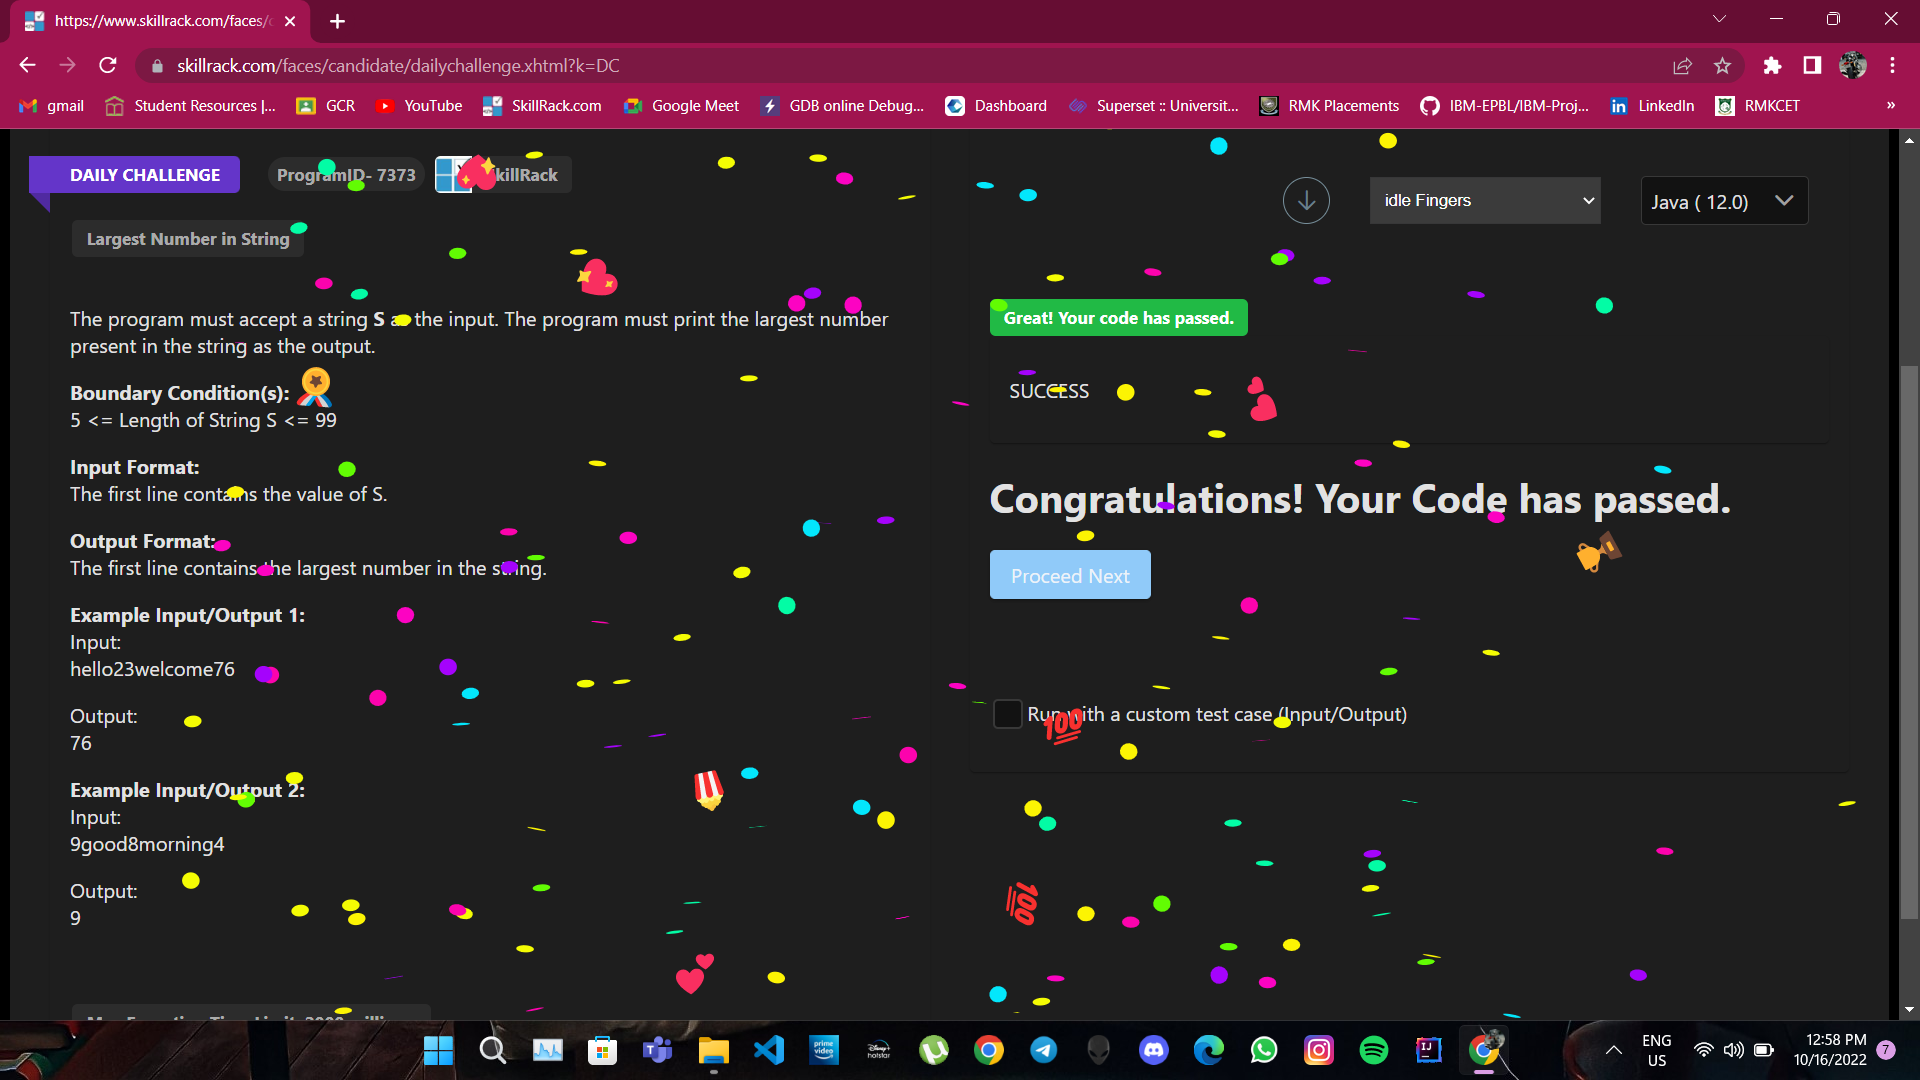 https://www.skillrack.com/faces/c
skillrack.com/faces/candidate/dailychallenge.xhtml?k=DC
gmail
Student Resources |...
GCR
YouTube
SkillRack.com
Google Meet
GDB online Debug...
Dashboard
Superset :: Universit...
RMK Placements
IBM-EPBL/IBM-Proj...
LinkedIn
RMKCET
»
DAILY CHALLENGE
ProgramID- 7373
SkillRack
idle Fingers
Java ( 12.0)
Largest Number in String
The program must accept a string S as the input. The program must print the largest number
present in the string as the output.
Boundary Condition(s):
5 <= Length of String S <= 99
Input Format:
The first line contains the value of S.
Output Format:
The first line contains the largest number in the string.
Example Input/Output 1:
Input:
hello23welcome76
Output:
76
Example Input/Output 2:
Input:
9good8morning4
Output:
9
Great! Your code has passed.
SUCCESS
Congratulations! Your Code has passed.
Proceed Next
Run with a custom test case (Input/Output)
100
100
prime
video
Disney+
hotstar
IJ
ENG
US
12:58 PM
10/16/2022
7